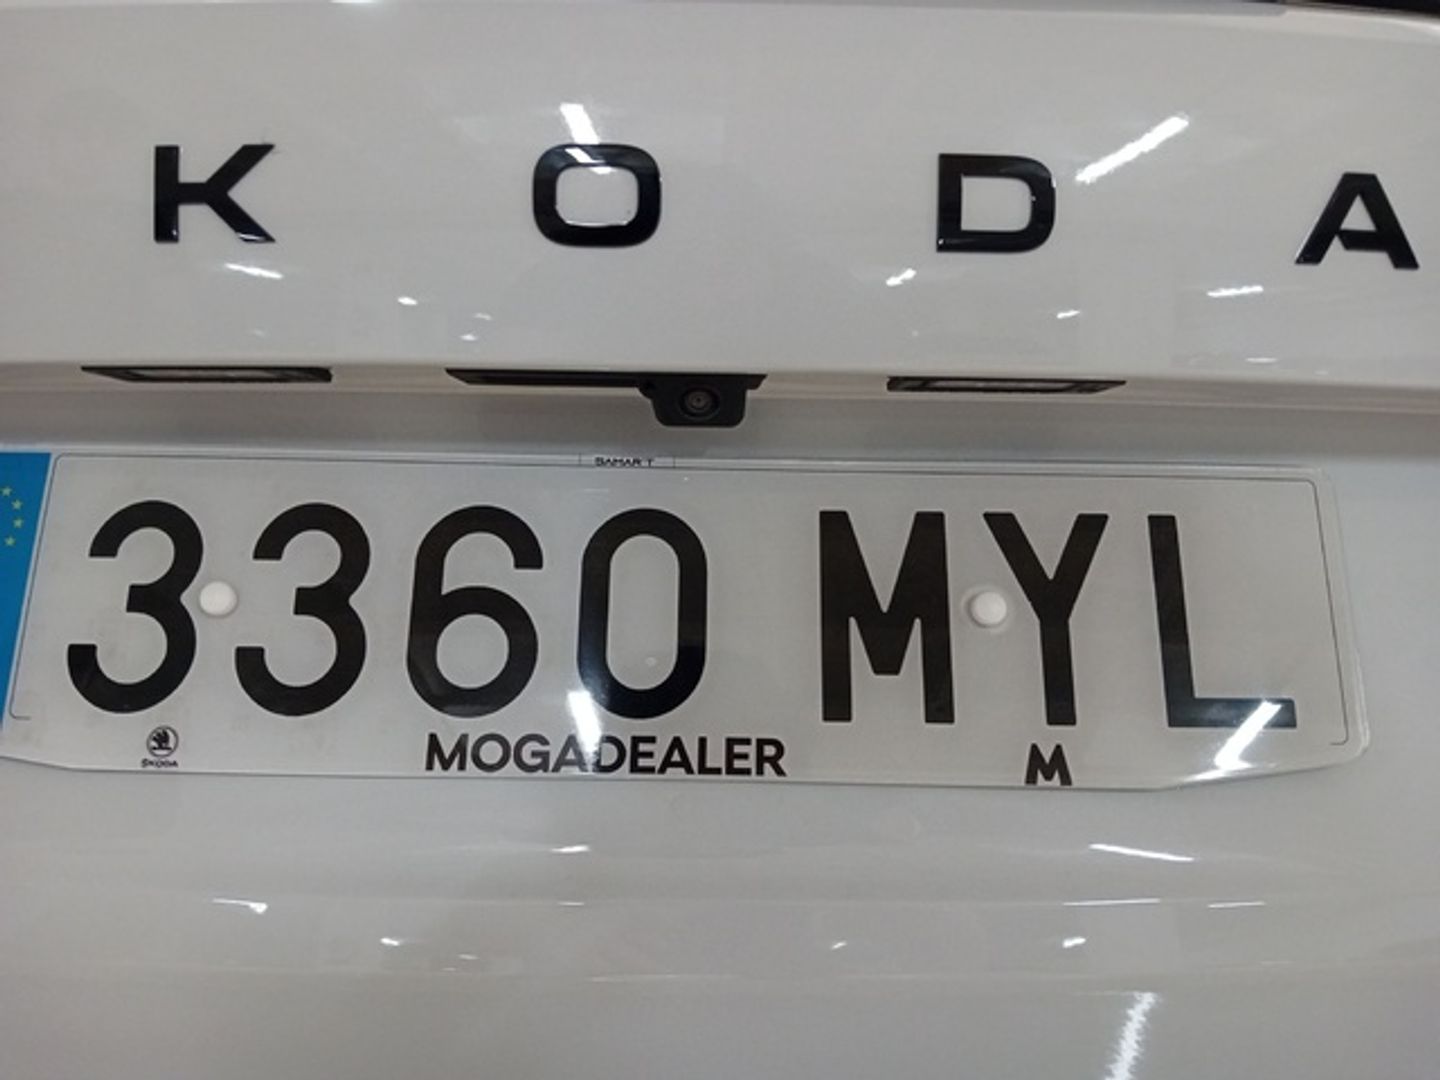 KODA
SAMAR'T
3360 MYL
ŠKODA
MOGADEALER
M